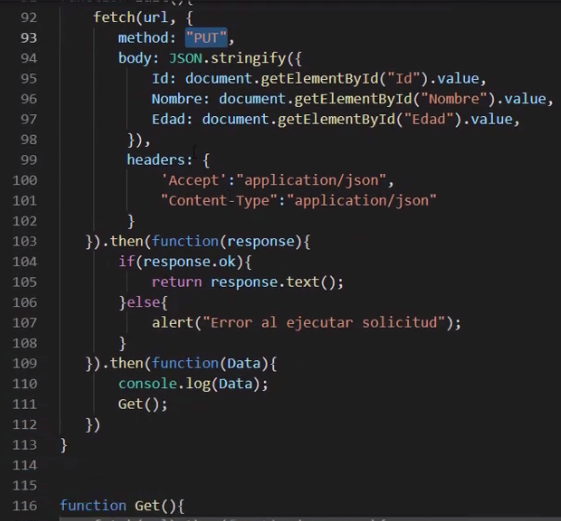 92 fetch(url, {
93 method: "PUT",
94 body: JSON.stringify({
95 Id: document.getElementById("Id").value,
96 Nombre: document.getElementById("Nombre").value,
97 Edad: document.getElementById("Edad").value,
98 }),
99 headers: {
100 'Accept':"application/json",
101 "Content-Type":"application/json"
102 }
103 }).then(function(response){
104 if(response.ok){
105 return response.text();
106 }else{
107 alert("Error al ejecutar solicitud");
108 }
109 }).then(function(Data){
110 console.log(Data);
111 Get();
112 })
113 }
114
115
116 function Get(){